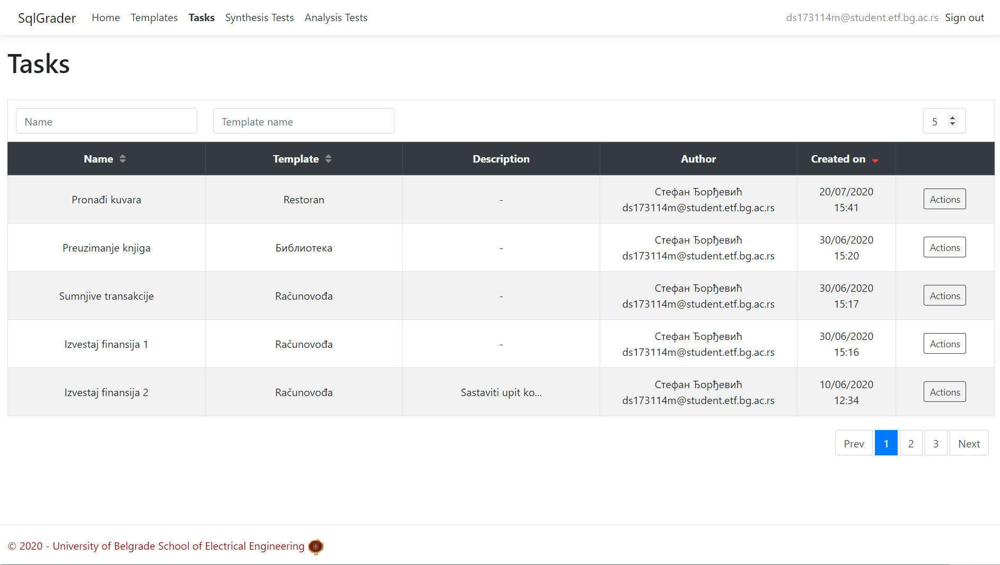 SqlGrader Home Templates Tasks Synthesis Tests Analysis Tests ds173114m@student.etf.bg.ac.rs Sign out
Tasks
Name Template name 5
Name Template Description Author Created on
Pronađi kuvara Restoran - Стефан Ђорђевић 20/07/2020 Actions
ds173114m@student.etf.bg.ac.rs 15:41
Preuzimanje knjiga Библиотека - Стефан Ђорђевић 30/06/2020 Actions
ds173114m@student.etf.bg.ac.rs 15:20
Sumnjive transakcije Računovođa - Стефан Ђорђевић 30/06/2020 Actions
ds173114m@student.etf.bg.ac.rs 15:17
Izvestaj finansija 1 Računovođa - Стефан Ђорђевић 30/06/2020 Actions
ds173114m@student.etf.bg.ac.rs 15:16
Izvestaj finansija 2 Računovođa Sastaviti upit ko... Стефан Ђорђевић 10/06/2020 Actions
ds173114m@student.etf.bg.ac.rs 12:34
Prev 1 2 3 Next
© 2020 - University of Belgrade School of Electrical Engineering